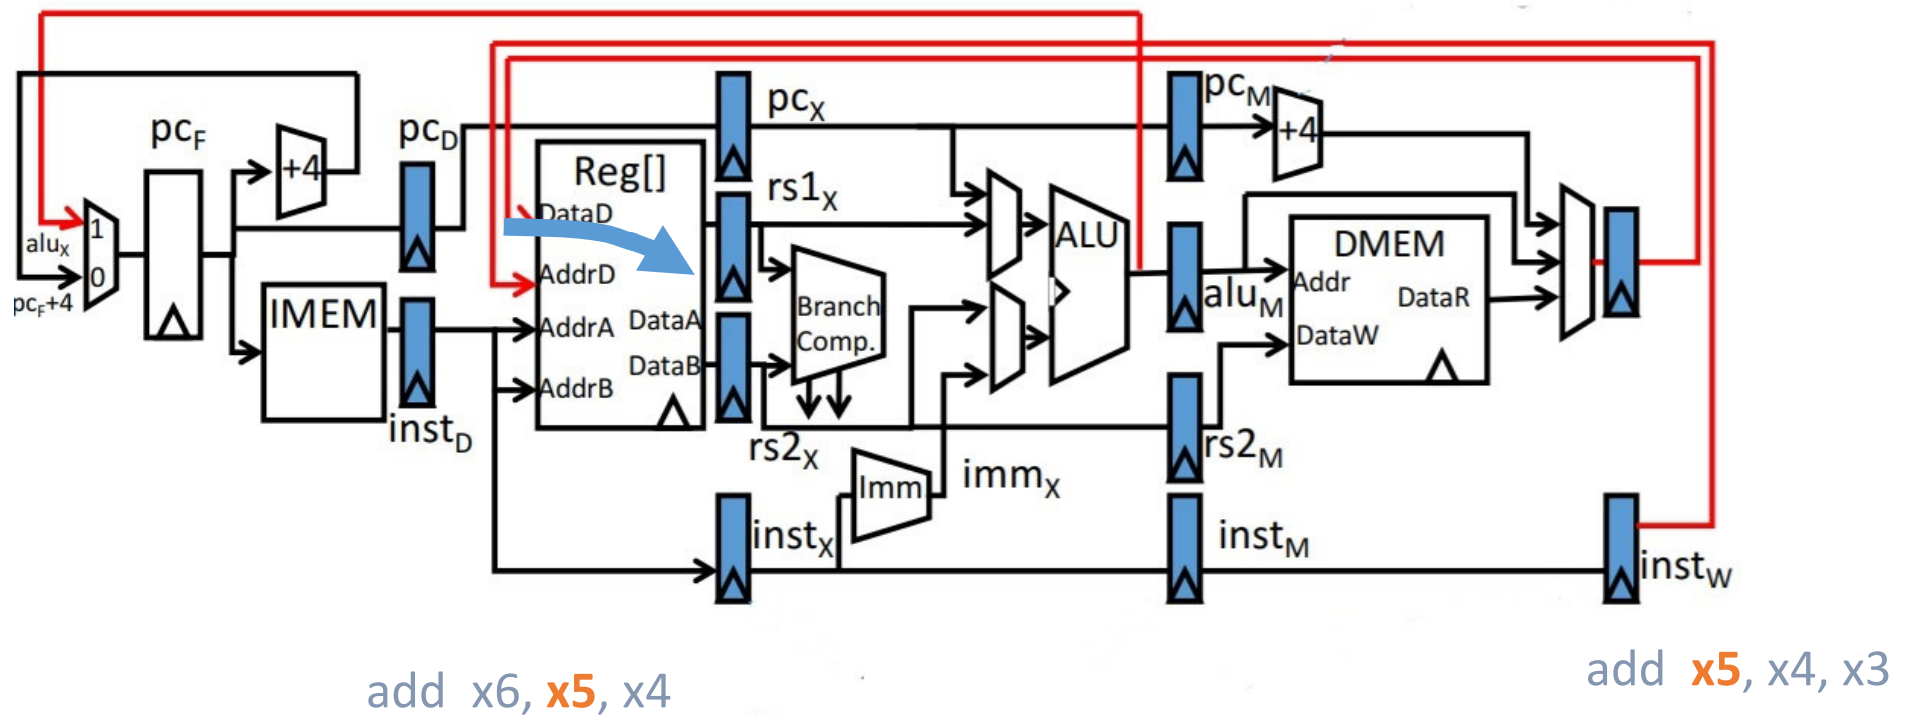 pcF
+4
pcD
Reg[]
DataD
AddrD
AddrA
AddrB
DataA
DataB
1
aluX
0
pcF+4
IMEM
instD
pcX
rs1X
Branch
Comp.
rs2X
Imm
immX
instX
ALU
pcM
+4
aluM
DMEM
Addr
DataR
DataW
rs2M
instM
instW
add x6, x5, x4
add x5, x4, x3